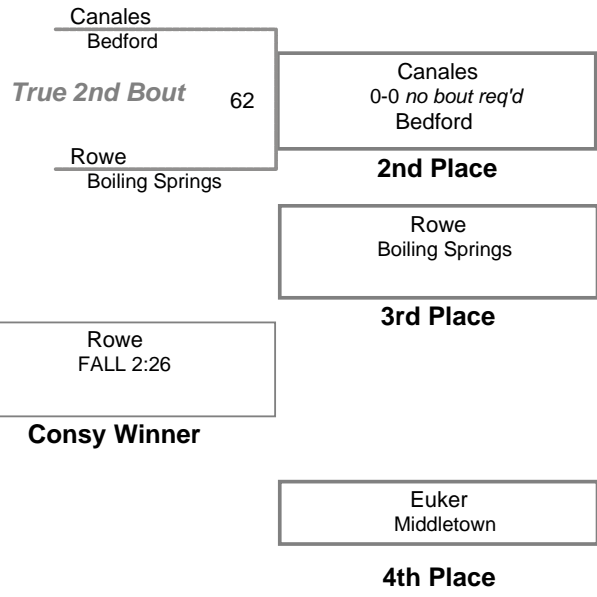 Canales
Bedford
True 2nd Bout
62
Canales
0-0 no bout req'd
Bedford
2nd Place
Rowe
Boiling Springs
Rowe
Boiling Springs
3rd Place
Rowe
FALL 2:26
Consy Winner
Euker
Middletown
4th Place